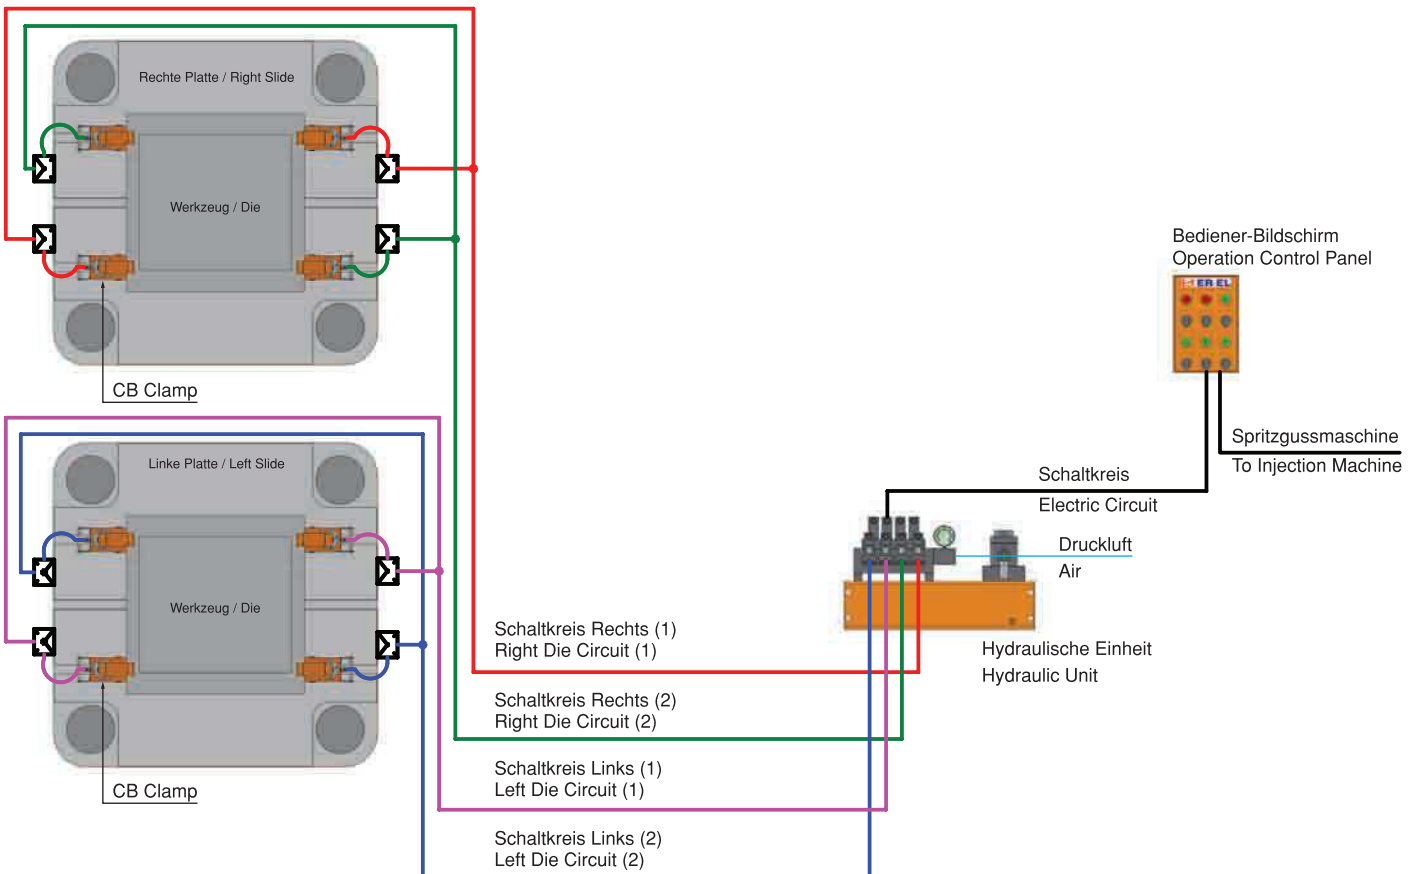 Rechte Platte / Right Slide
Werkzeug / Die
CB Clamp
Linke Platte / Left Slide
Werkzeug / Die
CB Clamp
Bediener-Bildschirm
Operation Control Panel
ER-EL
Spritzgussmaschine
To Injection Machine
Schaltkreis
Electric Circuit
Druckluft
Air
Hydraulische Einheit
Hydraulic Unit
Schaltkreis Rechts (1)
Right Die Circuit (1)
Schaltkreis Rechts (2)
Right Die Circuit (2)
Schaltkreis Links (1)
Left Die Circuit (1)
Schaltkreis Links (2)
Left Die Circuit (2)